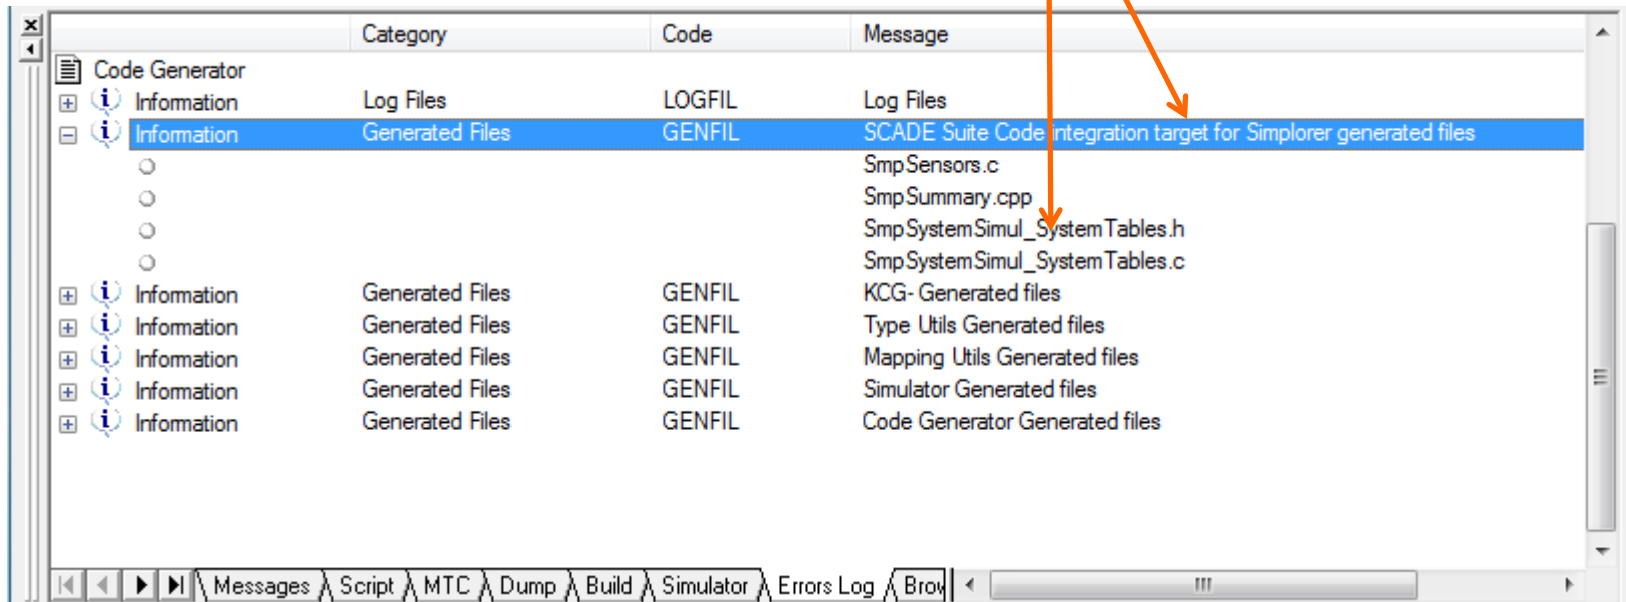 Category Code Message
Code Generator
Information Log Files LOGFIL Log Files
Information Generated Files GENFIL SCADE Suite Code integration target for Simplorer generated files
SmpSensors.c
SmpSummary.cpp
SmpSystemSimul_SystemTables.h
SmpSystemSimul_SystemTables.c
Information Generated Files GENFIL KCG- Generated files
Information Generated Files GENFIL Type Utils Generated files
Information Generated Files GENFIL Mapping Utils Generated files
Information Generated Files GENFIL Simulator Generated files
Information Generated Files GENFIL Code Generator Generated files
Messages Script MTC Dump Build Simulator Errors Log Brow